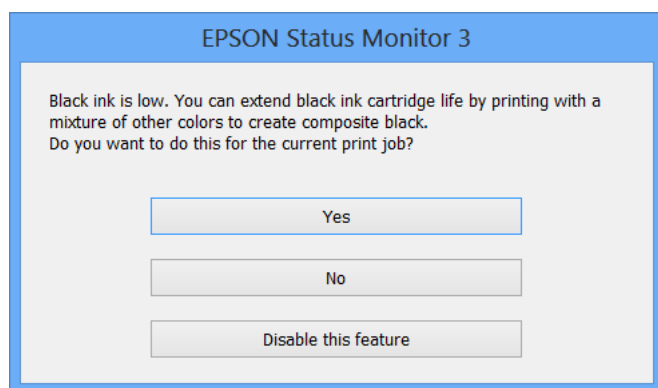 EPSON Status Monitor 3
Black ink is low. You can extend black ink cartridge life by printing with a
mixture of other colors to create composite black.
Do you want to do this for the current print job?
Yes
No
Disable this feature